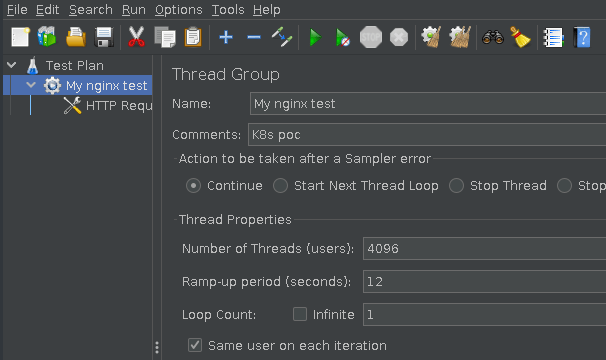 File Edit Search Run Options Tools Help
Test Plan
My nginx test
HTTP Requ
Thread Group
Name: My nginx test
Comments: K8s poc
Action to be taken after a Sampler error
Continue Start Next Thread Loop Stop Thread Stop
Thread Properties
Number of Threads (users): 4096
Ramp-up period (seconds): 12
Loop Count: Infinite 1
Same user on each iteration